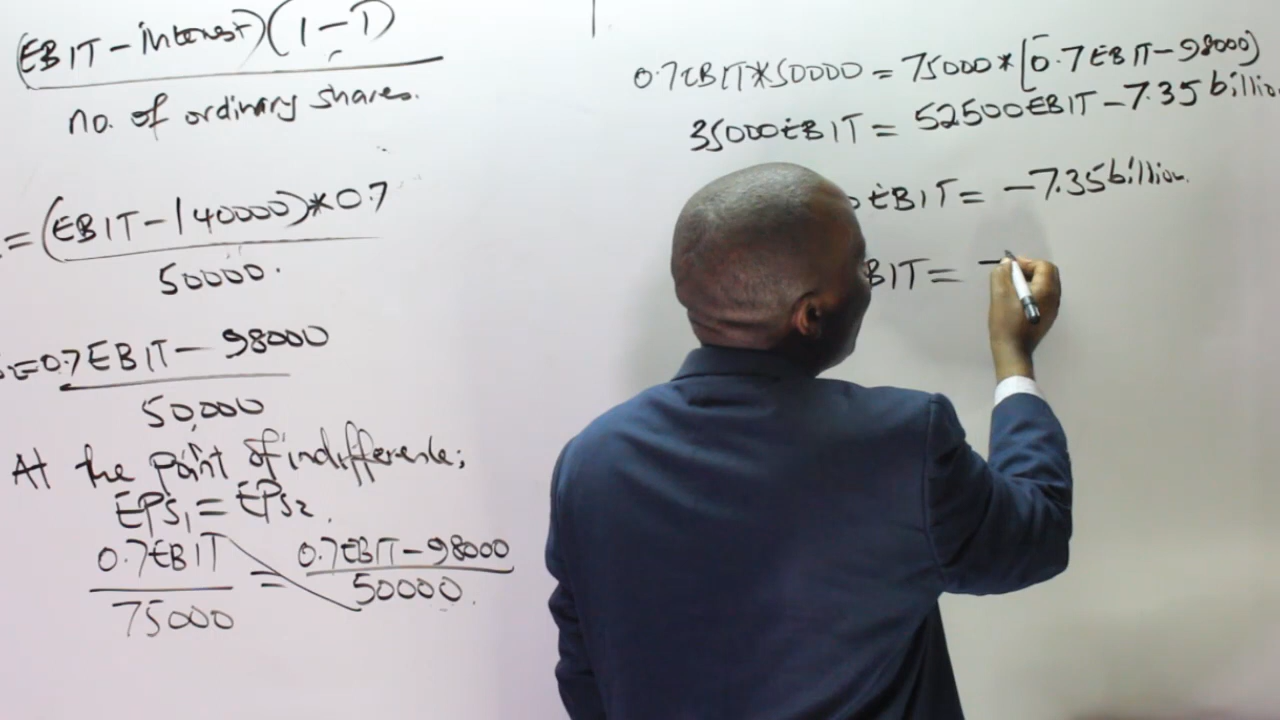 (EBIT - interest)(1-T)
no. of ordinary shares.
= (EBIT - 140000)*0.7
50000.
=0.7EBIT - 98000
50,000
At the point of indifference;
EPS1 = EPS2.
0.7EBIT = 0.7EBIT - 98000
75000 50000.
0.7EBIT*50000 = 75000*[0.7EBIT - 98000)
35000EBIT = 52500EBIT - 7.35 billion
EBIT = -7.35billion.
BIT = -